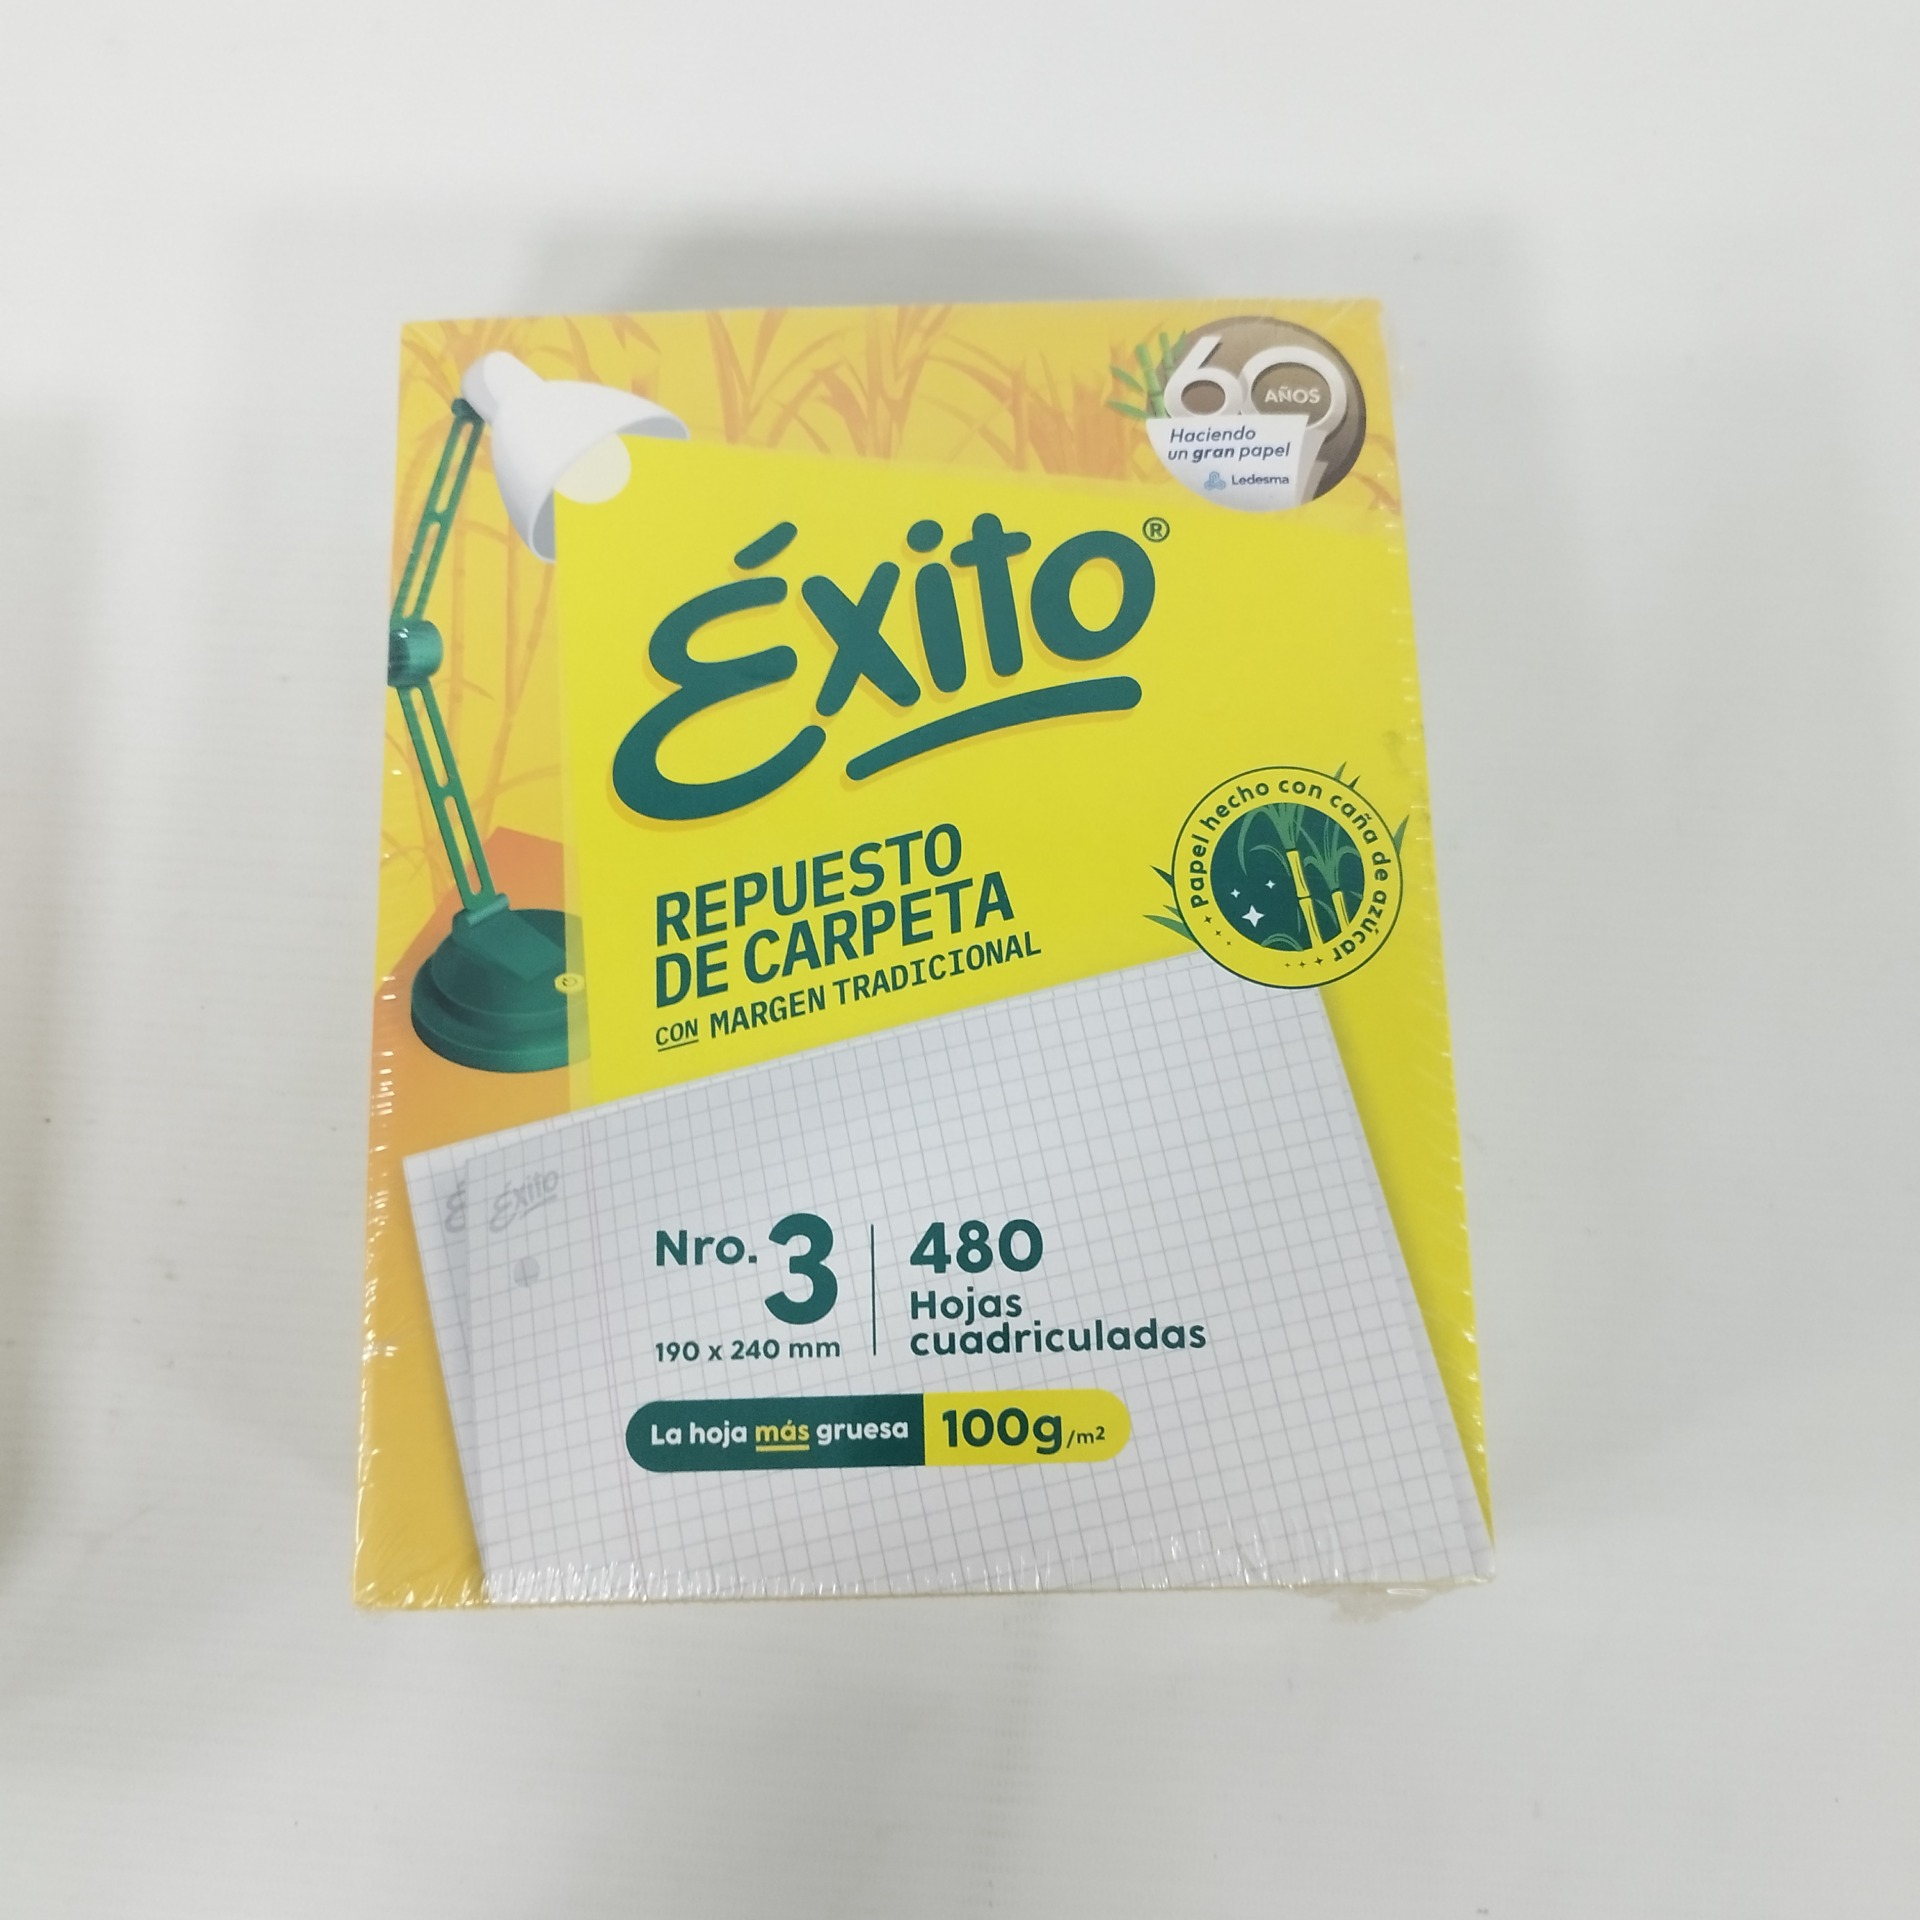 60
AÑOS
Haciendo
un gran papel
Ledesma
Éxito®
Papel hecho con caña de azúcar
REPUESTO
DE CARPETA
CON MARGEN TRADICIONAL
Éxito
Nro. 3
190 x 240 mm
480
Hojas
cuadriculadas
La hoja más gruesa 100g/m²